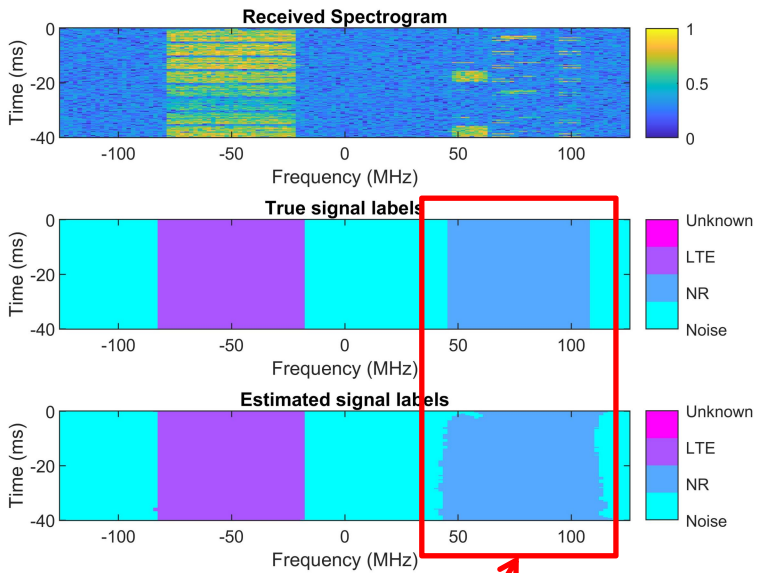 Received Spectrogram
Time (ms)
0
-20
-40
-100
-50
0
50
100
Frequency (MHz)
1
0.5
0
True signal labels
Time (ms)
0
-20
-40
-100
-50
0
50
100
Frequency (MHz)
Unknown
LTE
NR
Noise
Estimated signal labels
Time (ms)
0
-20
-40
-100
-50
0
50
100
Frequency (MHz)
Unknown
LTE
NR
Noise